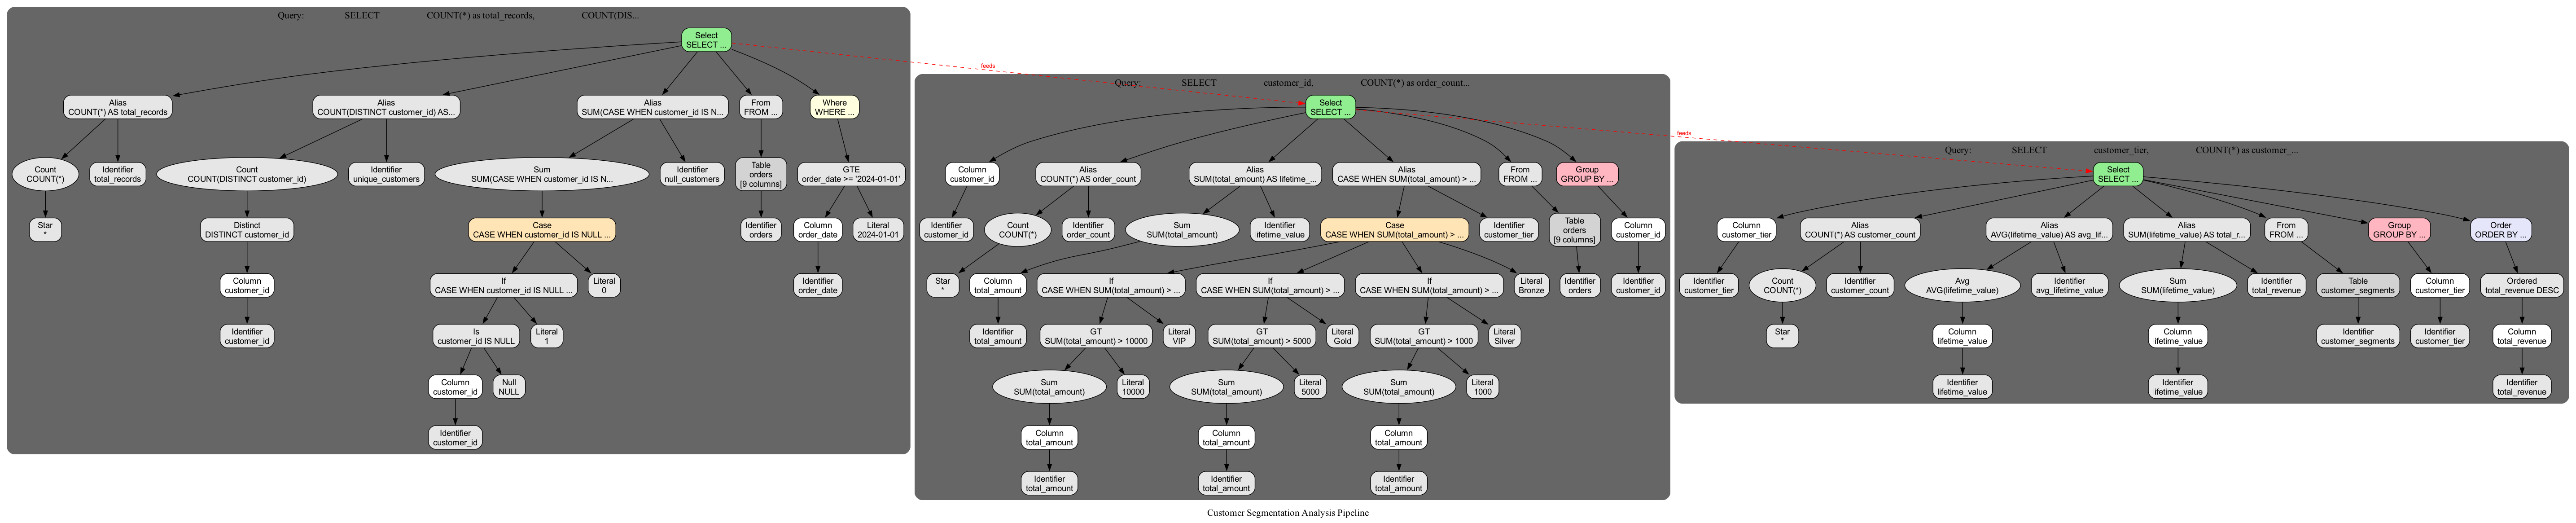 Query: SELECT COUNT(*) as total_records, COUNT(DIS...
Select
SELECT ...
Alias
COUNT(*) AS total_records
Alias
COUNT(DISTINCT customer_id) AS...
Alias
SUM(CASE WHEN customer_id IS N...
From
FROM ...
Where
WHERE ...
Count
COUNT(*)
Identifier
total_records
Count
COUNT(DISTINCT customer_id)
Identifier
unique_customers
Sum
SUM(CASE WHEN customer_id IS N...
Identifier
null_customers
Table
orders
[9 columns]
GTE
order_date >= '2024-01-01'
Star
*
Distinct
DISTINCT customer_id
Case
CASE WHEN customer_id IS NULL ...
Identifier
orders
Column
order_date
Literal
2024-01-01
Column
customer_id
If
CASE WHEN customer_id IS NULL ...
Literal
0
Identifier
order_date
Identifier
customer_id
Is
customer_id IS NULL
Literal
1
Column
customer_id
Null
NULL
Identifier
customer_id
feeds
Query: SELECT customer_id, COUNT(*) as order_count...
Select
SELECT ...
Column
customer_id
Alias
COUNT(*) AS order_count
Alias
SUM(total_amount) AS lifetime_...
Alias
CASE WHEN SUM(total_amount) > ...
From
FROM ...
Group
GROUP BY ...
Identifier
customer_id
Count
COUNT(*)
Identifier
order_count
Sum
SUM(total_amount)
Identifier
lifetime_value
Case
CASE WHEN SUM(total_amount) > ...
Identifier
customer_tier
Table
orders
[9 columns]
Column
customer_id
Star
*
Column
total_amount
If
CASE WHEN SUM(total_amount) > ...
If
CASE WHEN SUM(total_amount) > ...
If
CASE WHEN SUM(total_amount) > ...
Literal
Bronze
Identifier
orders
Identifier
customer_id
Identifier
total_amount
GT
SUM(total_amount) > 10000
Literal
VIP
GT
SUM(total_amount) > 5000
Literal
Gold
GT
SUM(total_amount) > 1000
Literal
Silver
Sum
SUM(total_amount)
Literal
10000
Sum
SUM(total_amount)
Literal
5000
Sum
SUM(total_amount)
Literal
1000
Column
total_amount
Column
total_amount
Column
total_amount
Identifier
total_amount
Identifier
total_amount
Identifier
total_amount
feeds
Query: SELECT customer_tier, COUNT(*) as customer_...
Select
SELECT ...
Column
customer_tier
Alias
COUNT(*) AS customer_count
Alias
AVG(lifetime_value) AS avg_lif...
Alias
SUM(lifetime_value) AS total_r...
From
FROM ...
Group
GROUP BY ...
Order
ORDER BY ...
Identifier
customer_tier
Count
COUNT(*)
Identifier
customer_count
Avg
AVG(lifetime_value)
Identifier
avg_lifetime_value
Sum
SUM(lifetime_value)
Identifier
total_revenue
Table
customer_segments
Column
customer_tier
Ordered
total_revenue DESC
Star
*
Column
lifetime_value
Column
lifetime_value
Identifier
customer_segments
Identifier
customer_tier
Column
total_revenue
Identifier
lifetime_value
Identifier
lifetime_value
Identifier
total_revenue
Customer Segmentation Analysis Pipeline